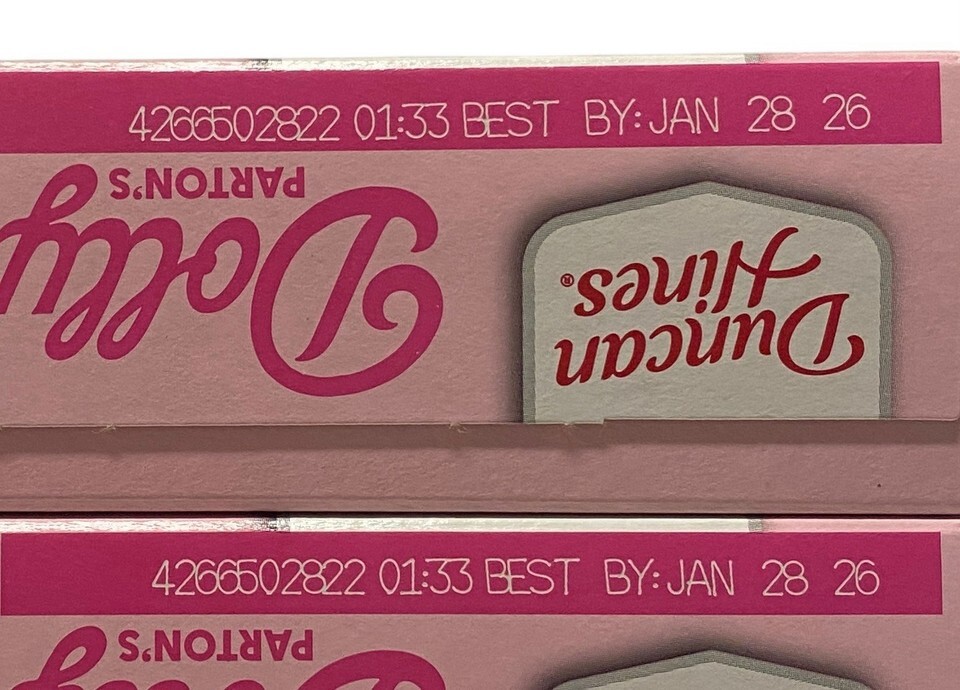 4266502822 01:33 BEST BY: JAN 28 26
Dolly
PARTON'S
Duncan
Hines®
4266502822 01:33 BEST BY: JAN 28 26
PARTON'S